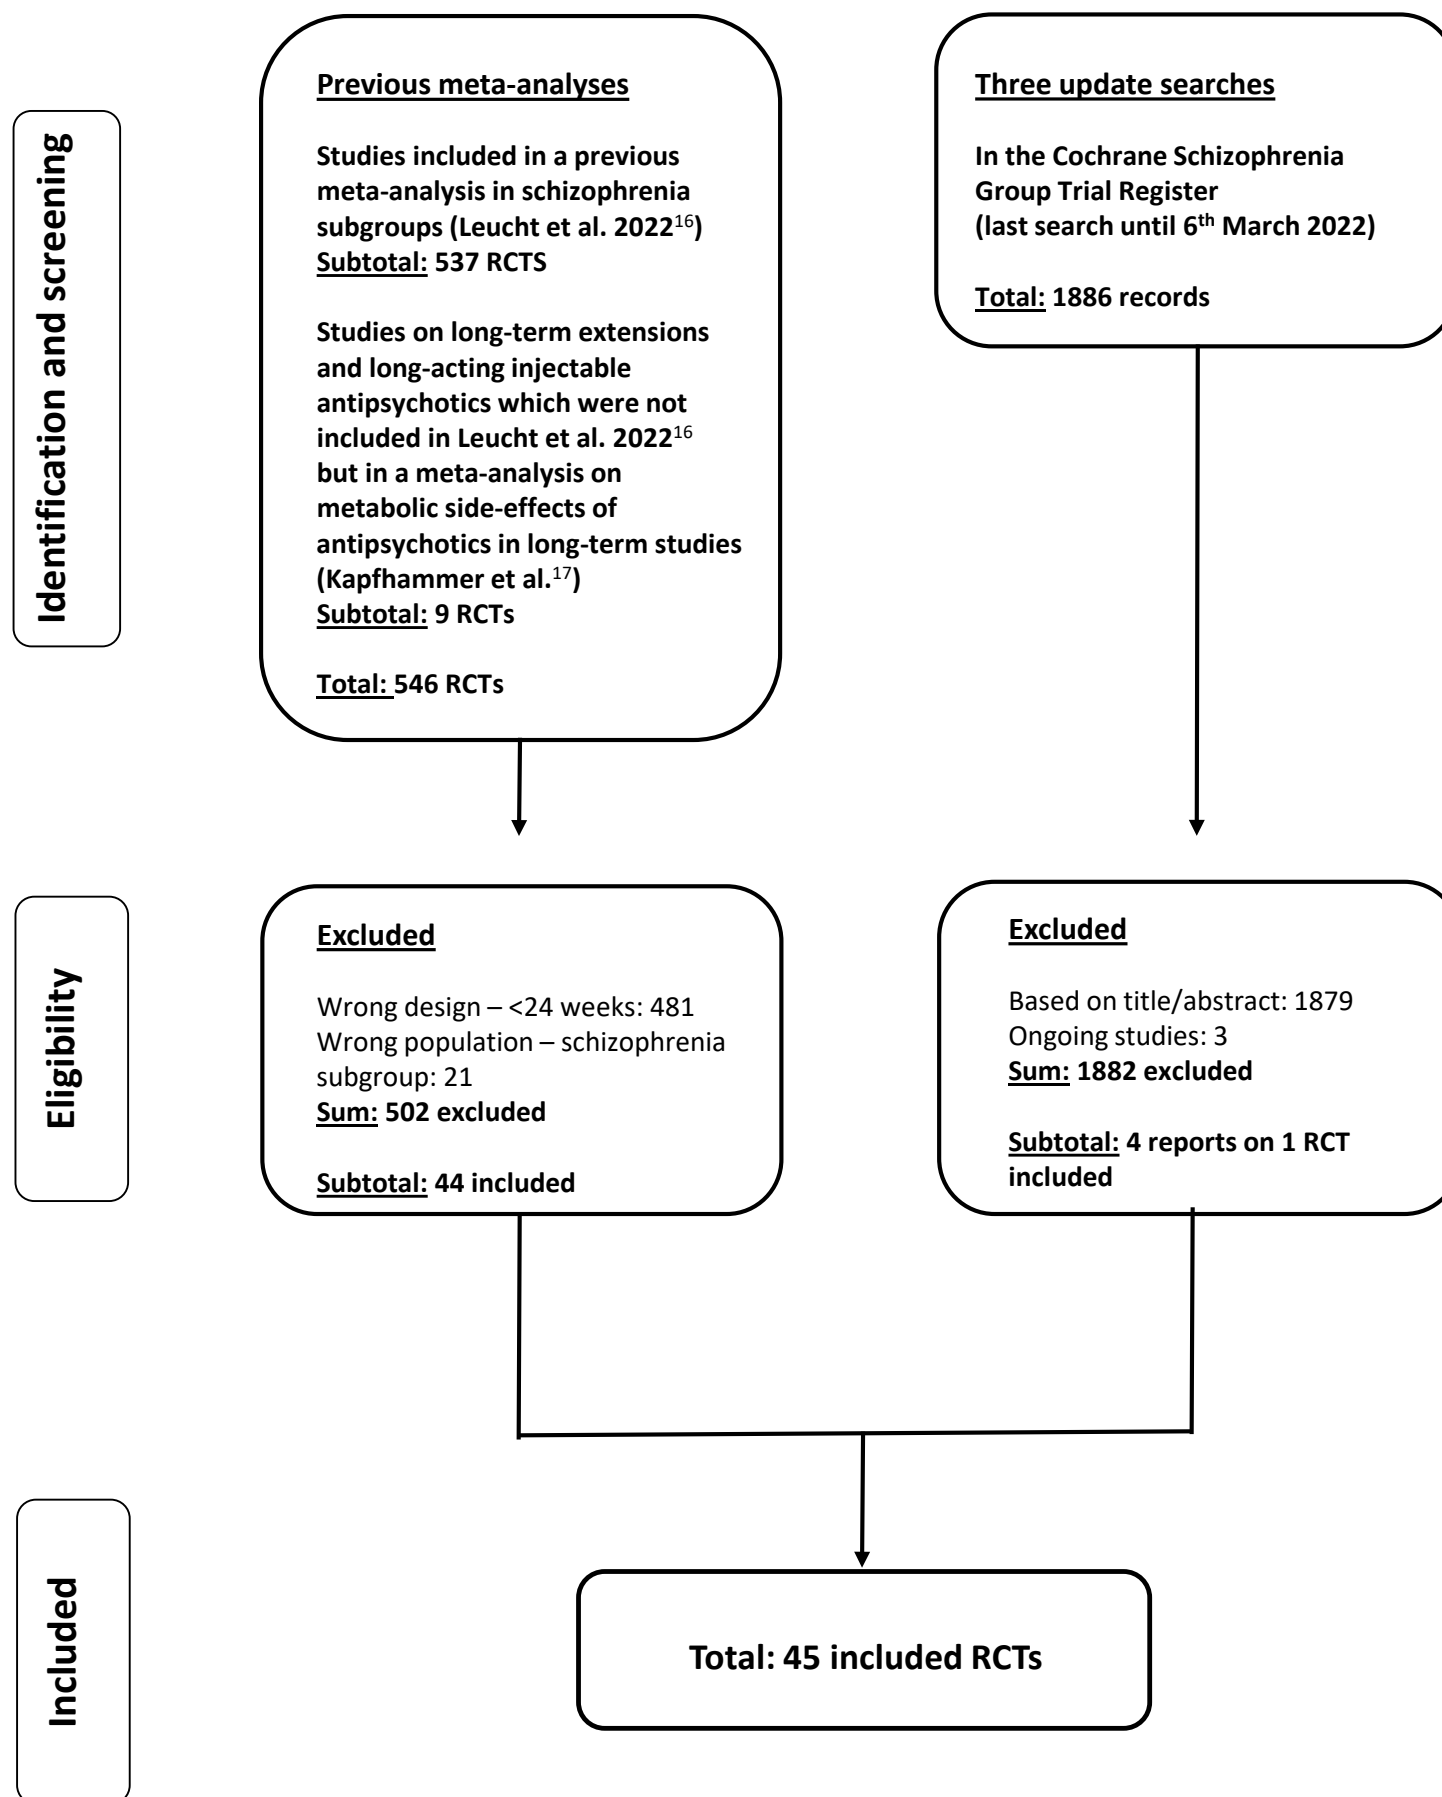 Identification and screening
Previous meta-analyses
Studies included in a previous
meta-analysis in schizophrenia
subgroups (Leucht et al. 2022¹⁶)
Subtotal: 537 RCTS
Studies on long-term extensions
and long-acting injectable
antipsychotics which were not
included in Leucht et al. 2022¹⁶
but in a meta-analysis on
metabolic side-effects of
antipsychotics in long-term studies
(Kapfhammer et al.¹⁷)
Subtotal: 9 RCTs
Total: 546 RCTs
Three update searches
In the Cochrane Schizophrenia
Group Trial Register
(last search until 6th March 2022)
Total: 1886 records
Eligibility
Excluded
Wrong design – <24 weeks: 481
Wrong population – schizophrenia
subgroup: 21
Sum: 502 excluded
Subtotal: 44 included
Excluded
Based on title/abstract: 1879
Ongoing studies: 3
Sum: 1882 excluded
Subtotal: 4 reports on 1 RCT
included
Included
Total: 45 included RCTs